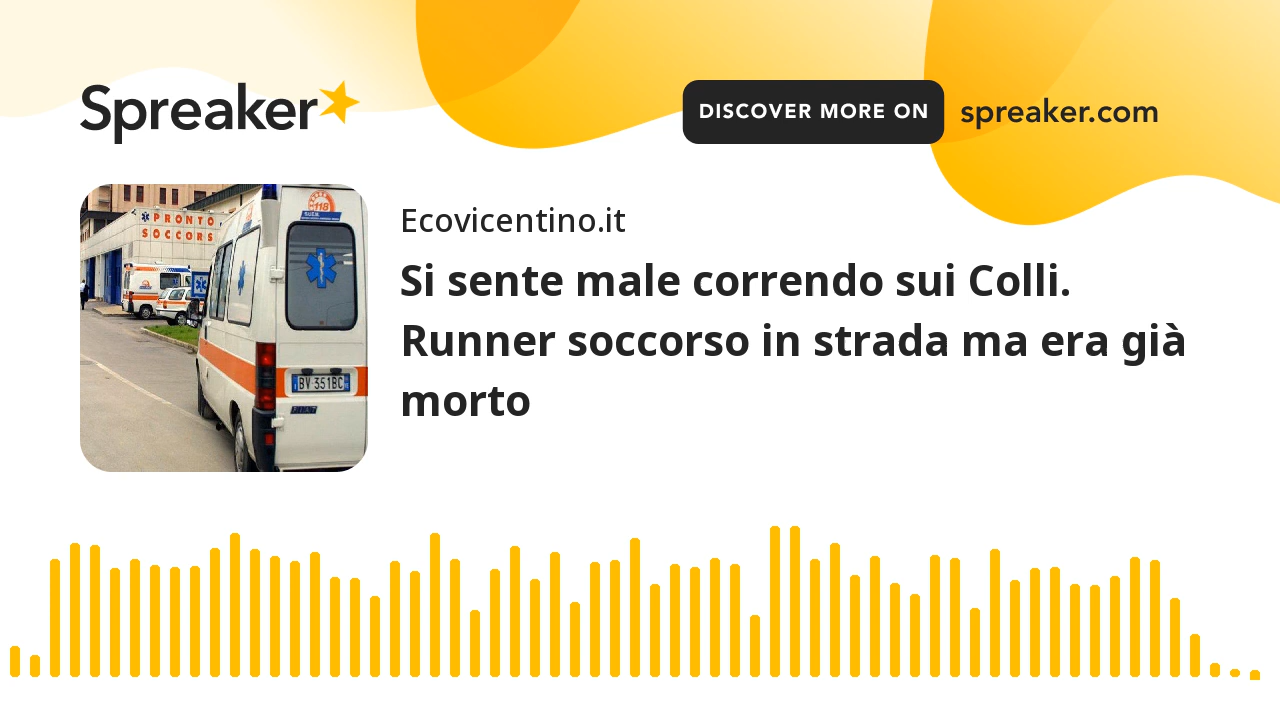 Spreaker
DISCOVER MORE ON
spreaker.com
Ecovicentino.it
Si sente male correndo sui Colli.
Runner soccorso in strada ma era già
morto
PRONTO
SOCCORS
118
BV 351BC
FIAT